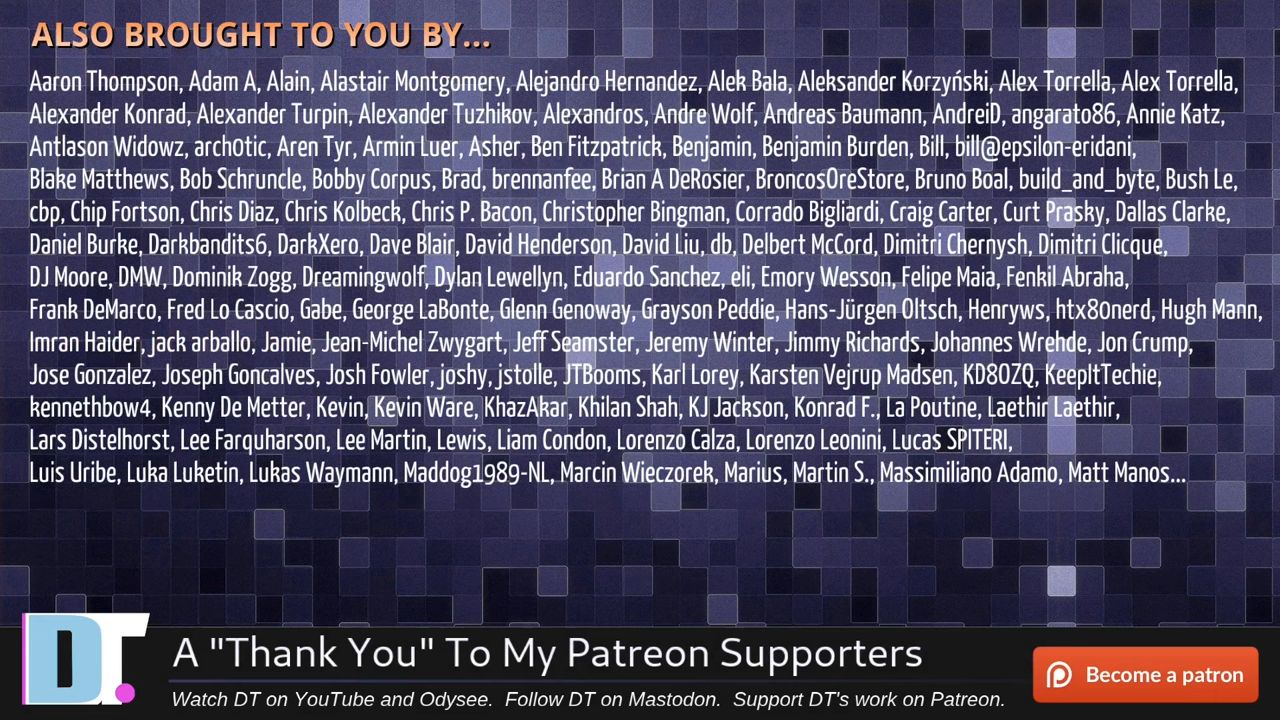 ALSO BROUGHT TO YOU BY...
Aaron Thompson, Adam A, Alain, Alastair Montgomery, Alejandro Hernandez, Alek Bala, Aleksander Korzyński, Alex Torrella, Alex Torrella,
Alexander Konrad, Alexander Turpin, Alexander Tuzhikov, Alexandros, Andre Wolf, Andreas Baumann, AndreiD, angarato86, Annie Katz,
Antlason Widowz, arch0tic, Aren Tyr, Armin Luer, Asher, Ben Fitzpatrick, Benjamin, Benjamin Burden, Bill, bill@epsilon-eridani,
Blake Matthews, Bob Schruncle, Bobby Corpus, Brad, brennanfee, Brian A DeRosier, BroncosOreStore, Bruno Boal, build_and_byte, Bush Le,
cbp, Chip Fortson, Chris Diaz, Chris Kolbeck, Chris P. Bacon, Christopher Bingman, Corrado Bigliardi, Craig Carter, Curt Prasky, Dallas Clarke,
Daniel Burke, Darkbandits6, DarkXero, Dave Blair, David Henderson, David Liu, db, Delbert McCord, Dimitri Chernysh, Dimitri Clicque,
DJ Moore, DMW, Dominik Zogg, Dreamingwolf, Dylan Lewellyn, Eduardo Sanchez, eli, Emory Wesson, Felipe Maia, Fenkil Abraha,
Frank DeMarco, Fred Lo Cascio, Gabe, George LaBonte, Glenn Genoway, Grayson Peddie, Hans-Jürgen Oltsch, Henryws, htx80nerd, Hugh Mann,
Imran Haider, jack arballo, Jamie, Jean-Michel Zwygart, Jeff Seamster, Jeremy Winter, Jimmy Richards, Johannes Wrehde, Jon Crump,
Jose Gonzalez, Joseph Goncalves, Josh Fowler, joshy, jstolle, JTBooms, Karl Lorey, Karsten Vejrup Madsen, KD8OZQ, KeepItTechie,
kennethbow4, Kenny De Metter, Kevin, Kevin Ware, KhazAkar, Khilan Shah, KJ Jackson, Konrad F., La Poutine, Laethir Laethir,
Lars Distelhorst, Lee Farquharson, Lee Martin, Lewis, Liam Condon, Lorenzo Calza, Lorenzo Leonini, Lucas SPITERI,
Luis Uribe, Luka Luketin, Lukas Waymann, Maddog1989-NL, Marcin Wieczorek, Marius, Martin S., Massimiliano Adamo, Matt Manos...
DT.
A "Thank You" To My Patreon Supporters
Watch DT on YouTube and Odysee. Follow DT on Mastodon. Support DT's work on Patreon.
Become a patron